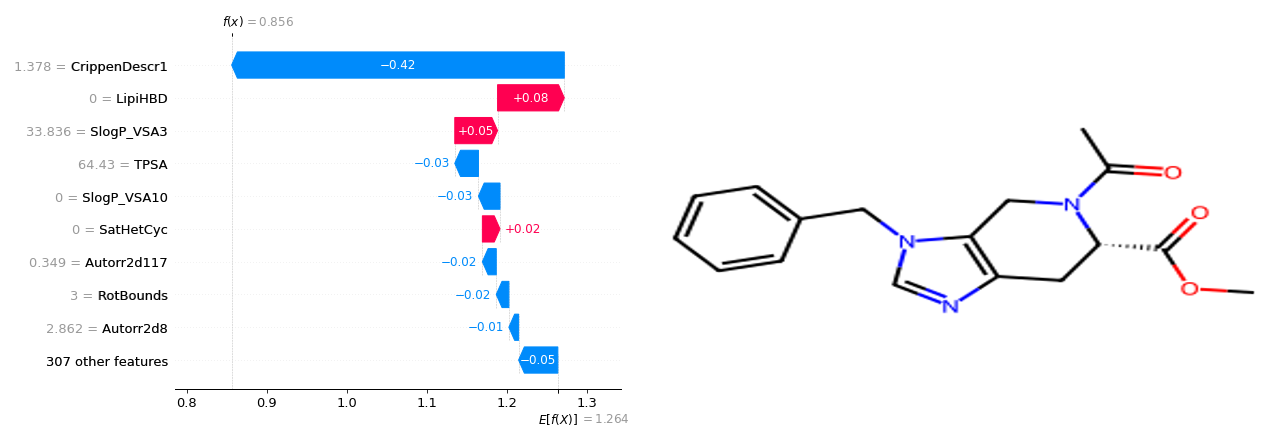 f(x) = 0.856
1.378 = CrippenDescr1
−0.42
0 = LipiHBD
+0.08
33.836 = SlogP_VSA3
+0.05
64.43 = TPSA
−0.03
0 = SlogP_VSA10
−0.03
0 = SatHetCyc
+0.02
0.349 = Autorr2d117
−0.02
3 = RotBounds
−0.02
2.862 = Autorr2d8
−0.01
307 other features
−0.05
0.8 0.9 1.0 1.1 1.2 1.3
E[f(X)] = 1.264
O
N
O
N
O
N